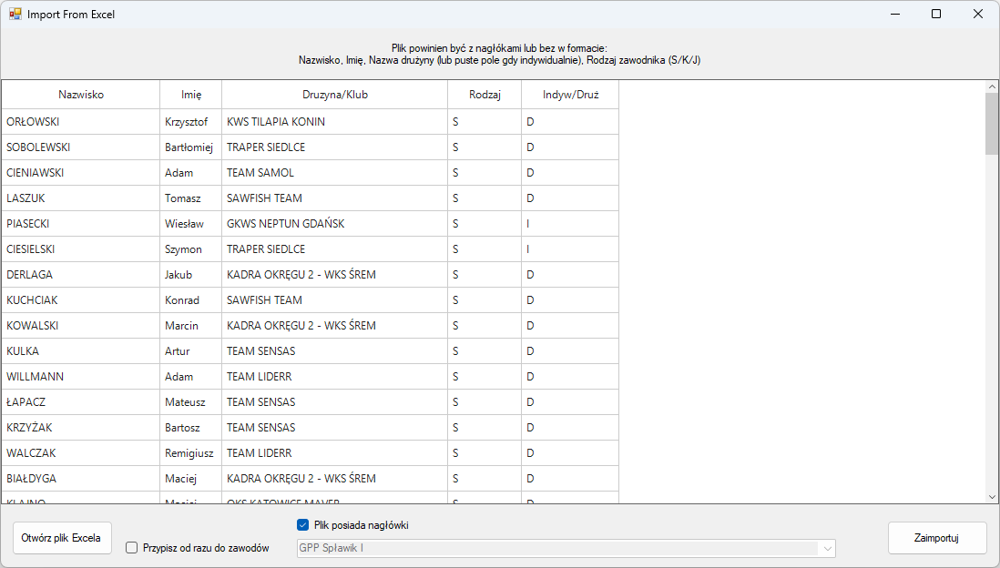 Import From Excel
Plik powinien być z nagłókami lub bez w formacie:
Nazwisko, Imię, Nazwa drużyny (lub puste pole gdy indywidualnie), Rodzaj zawodnika (S/K/J)
Nazwisko Imię Druzyna/Klub Rodzaj Indyw/Druż
ORŁOWSKI Krzysztof KWS TILAPIA KONIN S D
SOBOLEWSKI Bartłomiej TRAPER SIEDLCE S D
CIENIAWSKI Adam TEAM SAMOL S D
LASZUK Tomasz SAWFISH TEAM S D
PIASECKI Wiesław GKWS NEPTUN GDAŃSK S I
CIESIELSKI Szymon TRAPER SIEDLCE S I
DERLAGA Jakub KADRA OKRĘGU 2 - WKS ŚREM S D
KUCHCIAK Konrad SAWFISH TEAM S D
KOWALSKI Marcin KADRA OKRĘGU 2 - WKS ŚREM S D
KULKA Artur TEAM SENSAS S D
WILLMANN Adam TEAM LIDERR S D
ŁAPACZ Mateusz TEAM SENSAS S D
KRZYŻAK Bartosz TEAM SENSAS S D
WALCZAK Remigiusz TEAM LIDERR S D
BIAŁDYGA Maciej KADRA OKRĘGU 2 - WKS ŚREM S D
Maciej KATOWICE S D
Plik posiada nagłówki
Otwórz plik Excela
Przypisz od razu do zawodów
GPP Spławik I
Zaimportuj